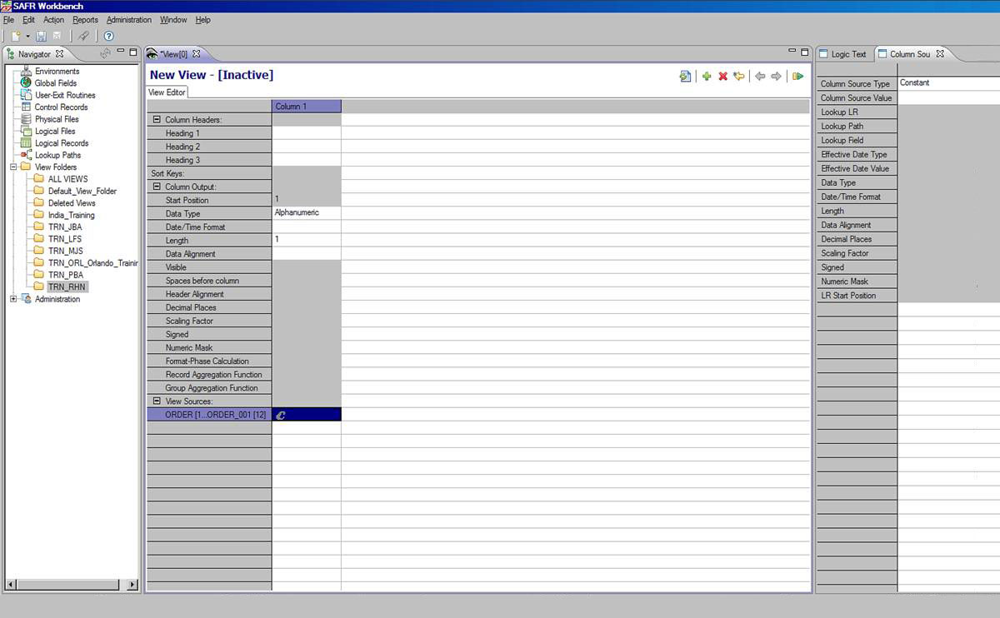 SAFR Workbench
File Edit Action Reports Administration Window Help
Navigator
Environments
Global Fields
User-Exit Routines
Control Records
Physical Files
Logical Files
Logical Records
Lookup Paths
View Folders
ALL VIEWS
Default_View_Folder
Deleted Views
India_Training
TRN_JBA
TRN_LFS
TRN_MJS
TRN_ORL_Orlando_Trainin
TRN_PBA
TRN_RHN
Administration
*View[0]
New View - [Inactive]
View Editor
Column 1
Column Headers:
Heading 1
Heading 2
Heading 3
Sort Keys:
Column Output:
Start Position 1
Data Type Alphanumeric
Date/Time Format
Length 1
Data Alignment
Visible
Spaces before column
Header Alignment
Decimal Places
Scaling Factor
Signed
Numeric Mask
Format-Phase Calculation
Record Aggregation Function
Group Aggregation Function
View Sources:
ORDER [1...ORDER_001 [12]
Logic Text Column Sou
Column Source Type Constant
Column Source Value
Lookup LR
Lookup Path
Lookup Field
Effective Date Type
Effective Date Value
Data Type
Date/Time Format
Length
Data Alignment
Decimal Places
Scaling Factor
Signed
Numeric Mask
LR Start Position